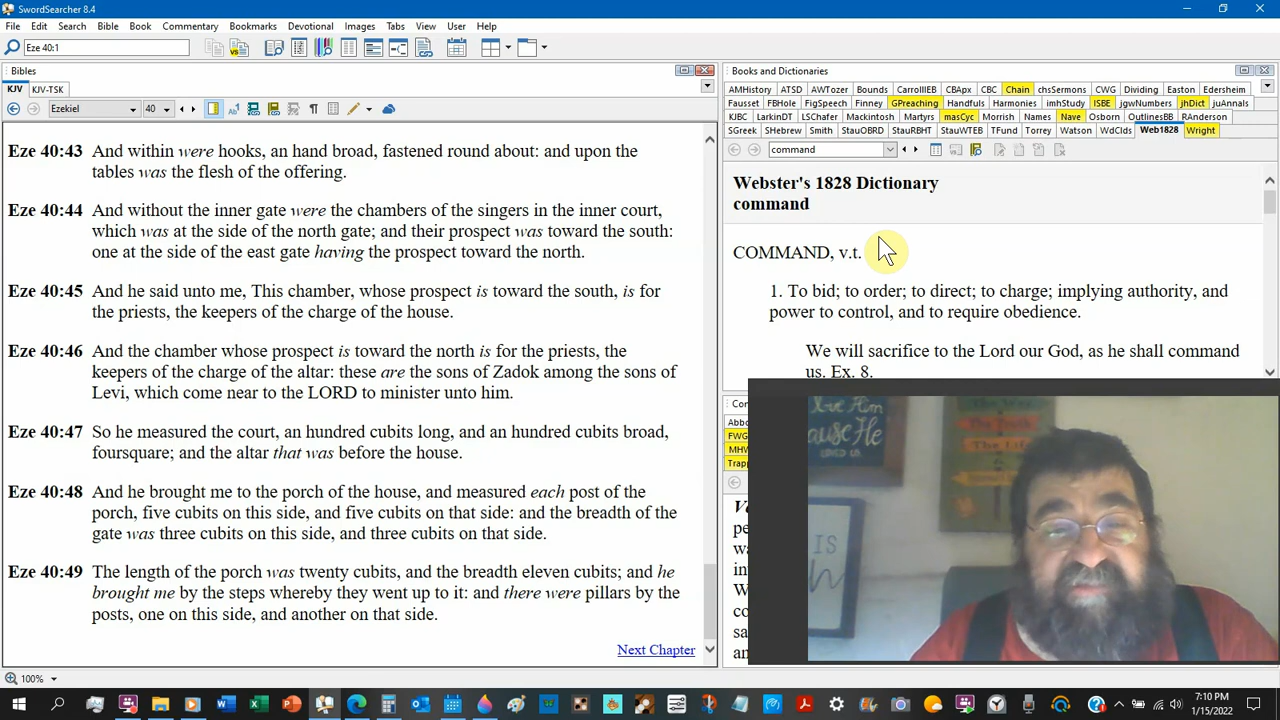 SwordSearcher 8.4
File Edit Search Bible Book Commentary Bookmarks Devotional Images Tabs View User Help
Eze 40:1
Bibles
KJV KJV-TSK
Ezekiel 40
Eze 40:43 And within were hooks, an hand broad, fastened round about: and upon the
tables was the flesh of the offering.
Eze 40:44 And without the inner gate were the chambers of the singers in the inner court,
which was at the side of the north gate; and their prospect was toward the south:
one at the side of the east gate having the prospect toward the north.
Eze 40:45 And he said unto me, This chamber, whose prospect is toward the south, is for
the priests, the keepers of the charge of the house.
Eze 40:46 And the chamber whose prospect is toward the north is for the priests, the
keepers of the charge of the altar: these are the sons of Zadok among the sons of
Levi, which come near to the LORD to minister unto him.
Eze 40:47 So he measured the court, an hundred cubits long, and an hundred cubits broad,
foursquare; and the altar that was before the house.
Eze 40:48 And he brought me to the porch of the house, and measured each post of the
porch, five cubits on this side, and five cubits on that side: and the breadth of the
gate was three cubits on this side, and three cubits on that side.
Eze 40:49 The length of the porch was twenty cubits, and the breadth eleven cubits; and he
brought me by the steps whereby they went up to it: and there were pillars by the
posts, one on this side, and another on that side.
Next Chapter
100%
Books and Dictionaries
AMHistory ATSD AWTozer Bounds CarrollIEB CBApx CBC Chain chsSermons CWG Dividing Easton Edersheim
Fausset FBHole FigSpeech Finney GPreaching Handfuls Harmonies imhStudy ISBE jgwNumbers jhDict juAnnals
KJBC LarkinDT LSChafer Mackintosh Martyrs masCyc Morrish Names Nave Osborn OutlinesBB RAnderson
SGreek SHebrew Smith StauOBRD StauRBHT StauWTEB TFund Torrey Watson WdClds Web1828 Wright
command
Webster's 1828 Dictionary
command
COMMAND, v.t.
1. To bid; to order; to direct; to charge; implying authority, and
power to control, and to require obedience.
We will sacrifice to the Lord our God, as he shall command
us. Ex. 8.
Abbo
FWG
MHW
Trapp
Love Him
cause He
LOVED US
The Truth
The Life
IS
7:10 PM
1/15/2022